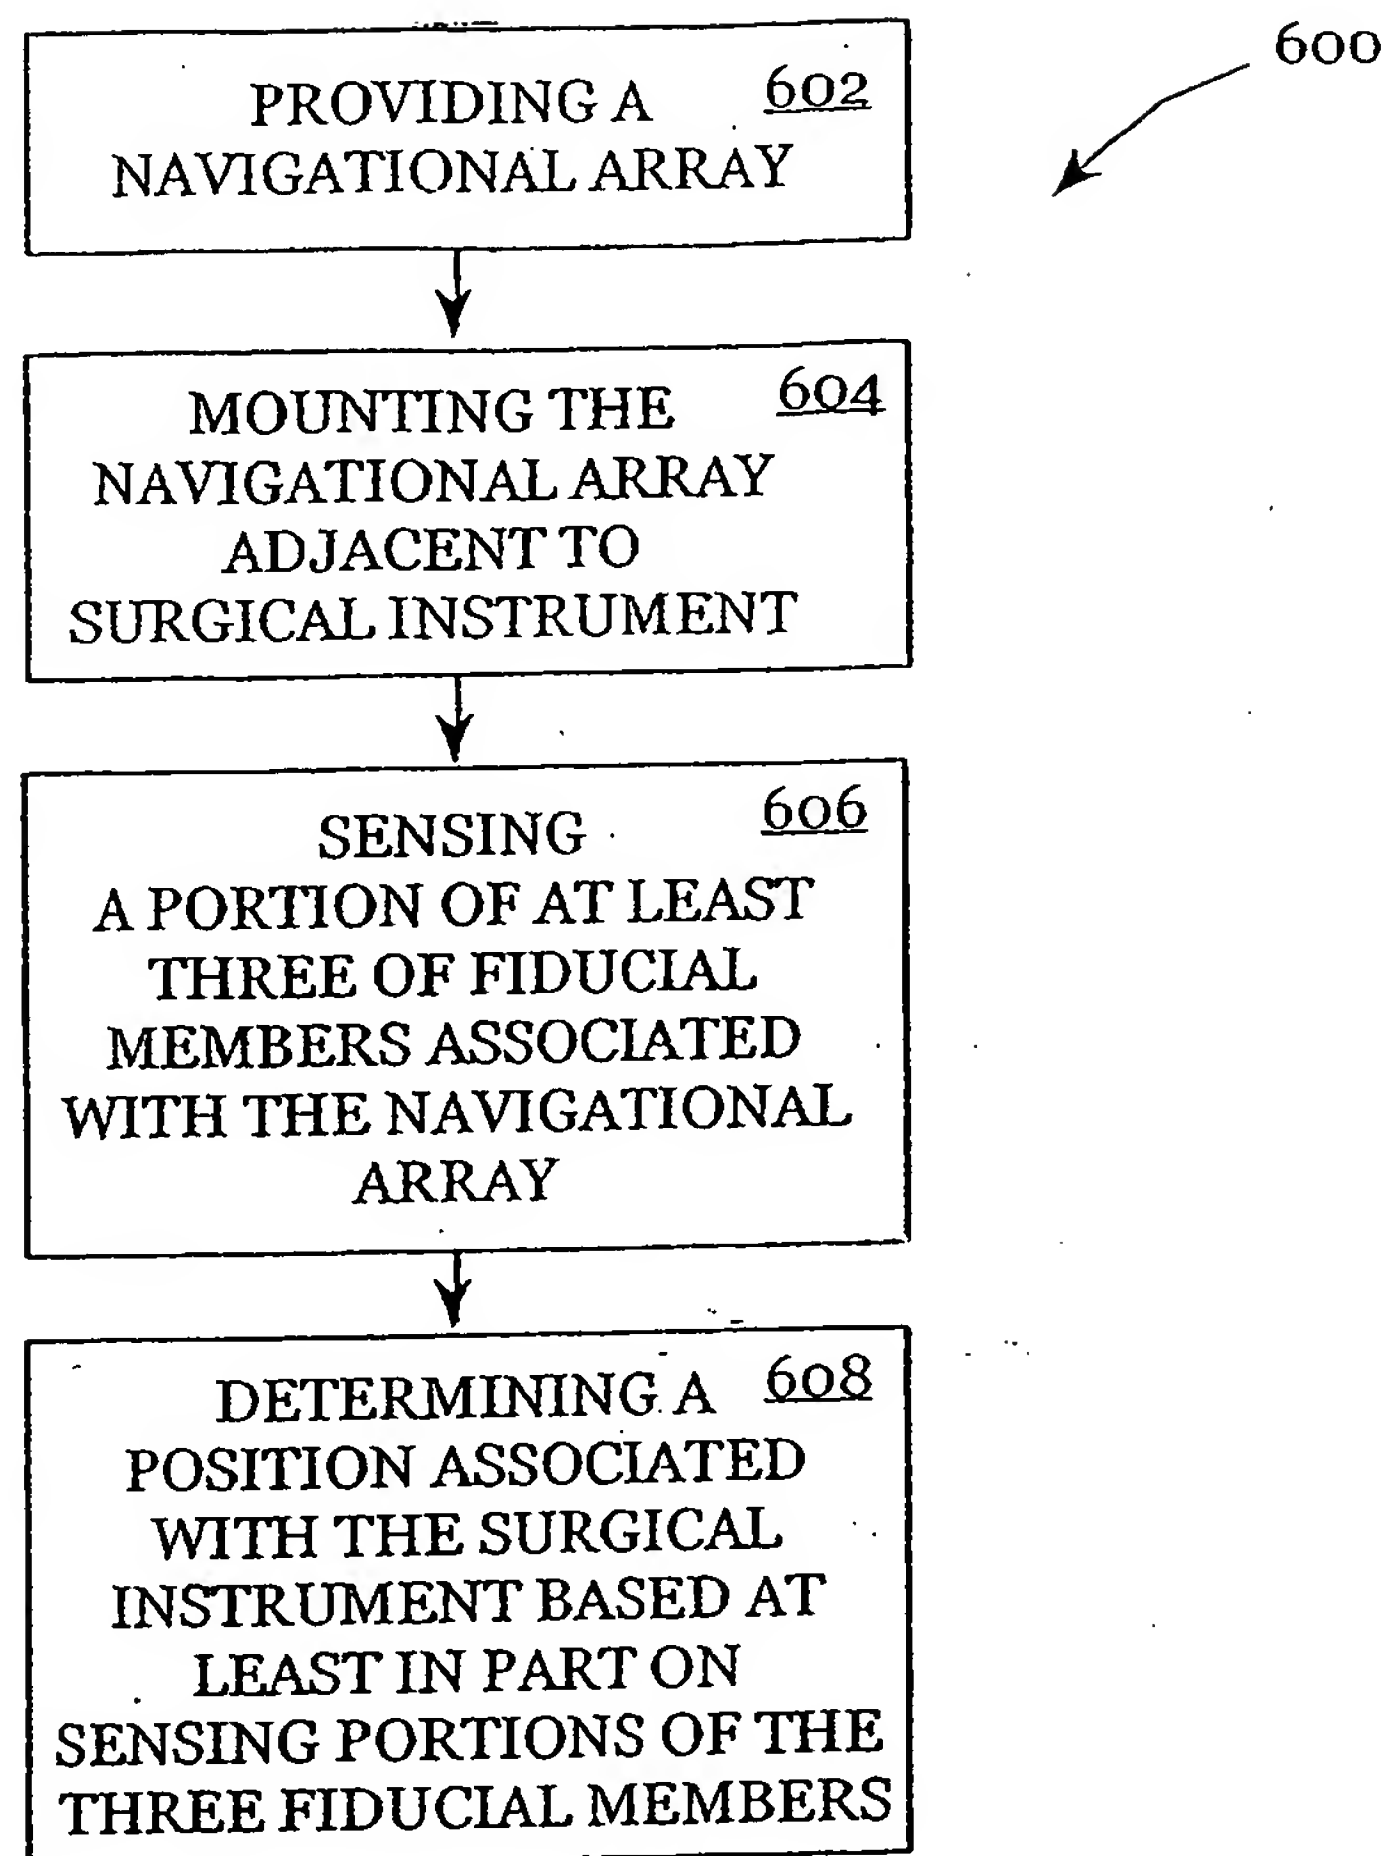 600
602
PROVIDING A
NAVIGATIONAL ARRAY
604
MOUNTING THE
NAVIGATIONAL ARRAY
ADJACENT TO
SURGICAL INSTRUMENT
606
SENSING
A PORTION OF AT LEAST
THREE OF FIDUCIAL
MEMBERS ASSOCIATED
WITH THE NAVIGATIONAL
ARRAY
608
DETERMINING A
POSITION ASSOCIATED
WITH THE SURGICAL
INSTRUMENT BASED AT
LEAST IN PART ON
SENSING PORTIONS OF THE
THREE FIDUCIAL MEMBERS